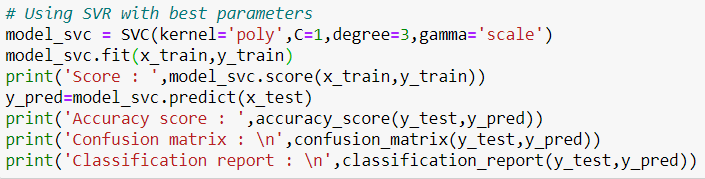 # Using SVR with best parameters
model_svc = SVC(kernel='poly',C=1,degree=3,gamma='scale')
model_svc.fit(x_train,y_train)
print('Score : ',model_svc.score(x_train,y_train))
y_pred=model_svc.predict(x_test)
print('Accuracy score : ',accuracy_score(y_test,y_pred))
print('Confusion matrix : \n',confusion_matrix(y_test,y_pred))
print('Classification report : \n',classification_report(y_test,y_pred))